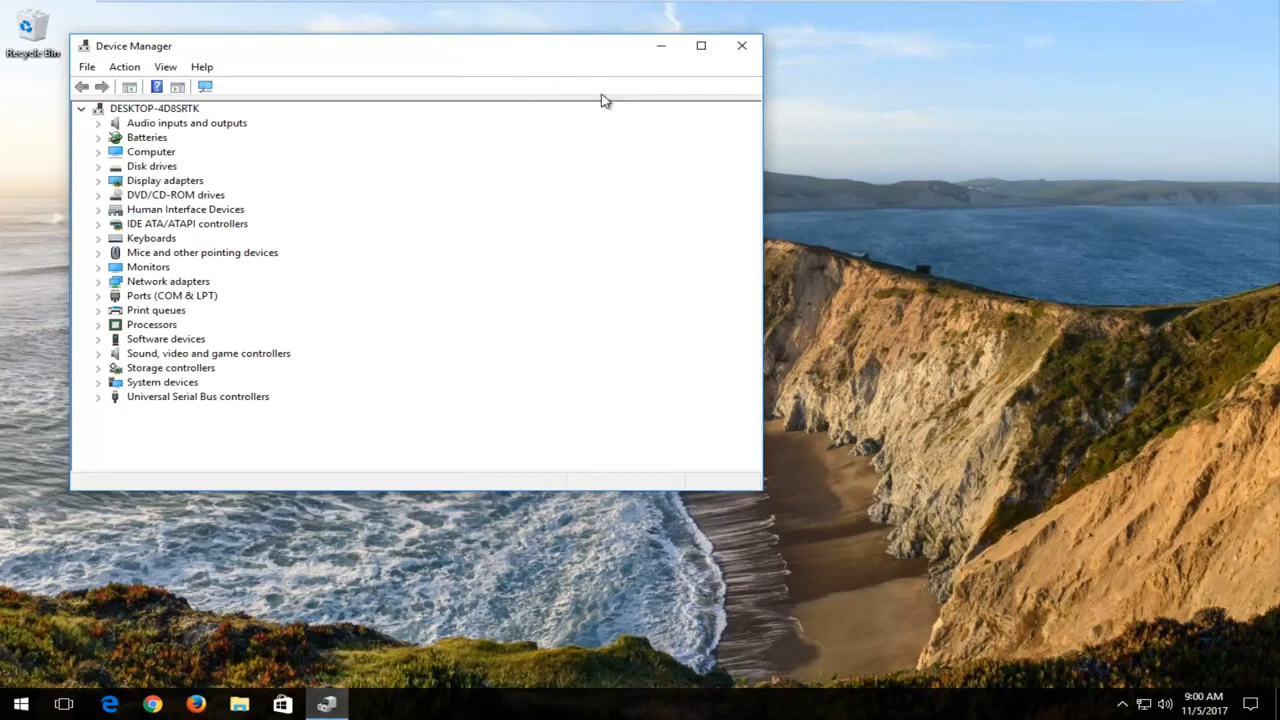 Recycle Bin
Device Manager
File Action View Help
DESKTOP-4D8SRTK
Audio inputs and outputs
Batteries
Computer
Disk drives
Display adapters
DVD/CD-ROM drives
Human Interface Devices
IDE ATA/ATAPI controllers
Keyboards
Mice and other pointing devices
Monitors
Network adapters
Ports (COM & LPT)
Print queues
Processors
Software devices
Sound, video and game controllers
Storage controllers
System devices
Universal Serial Bus controllers
9:00 AM
11/5/2017